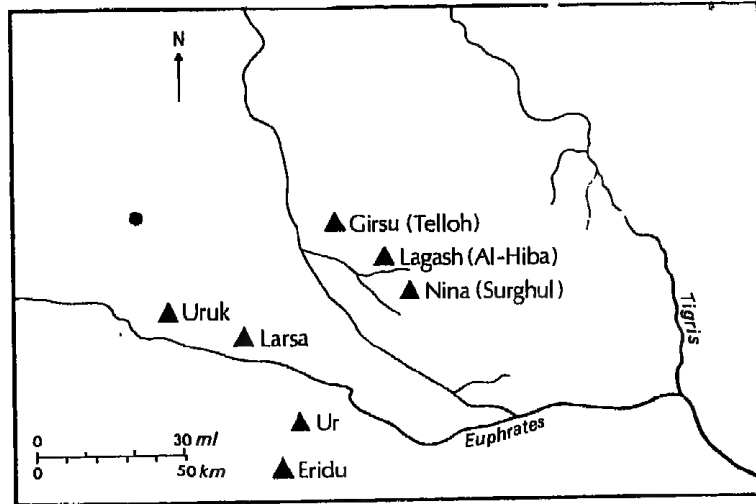 N
Girsu (Telloh)
Lagash (Al-Hiba)
Nina (Surghul)
Uruk
Larsa
Tigris
Ur
Euphrates
Eridu
0 30 ml
0 50 km